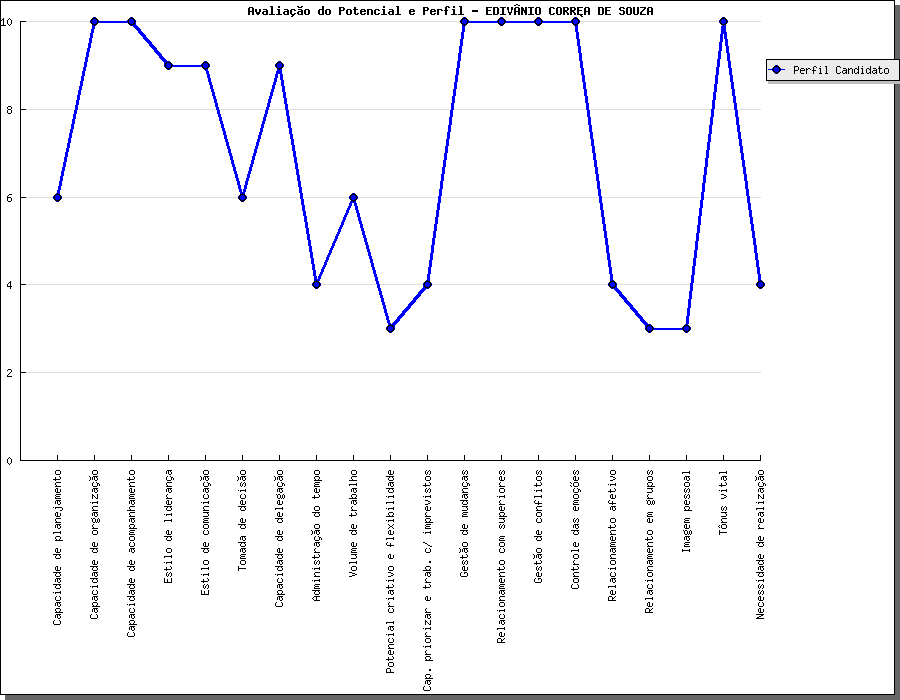 Avaliação do Potencial e Perfil - EDIVÂNIO CORREA DE SOUZA
10
8
6
4
2
0
Perfil Candidato
Capacidade de planejamento
Capacidade de organização
Capacidade de acompanhamento
Estilo de liderança
Estilo de comunicação
Tomada de decisão
Capacidade de delegação
Administração do tempo
Volume de trabalho
Potencial criativo e flexibilidade
Cap. priorizar e trab. c/ imprevistos
Gestão de mudanças
Relacionamento com superiores
Gestão de conflitos
Controle das emoções
Relacionamento afetivo
Relacionamento em grupos
Imagem pessoal
Tônus vital
Necessidade de realização